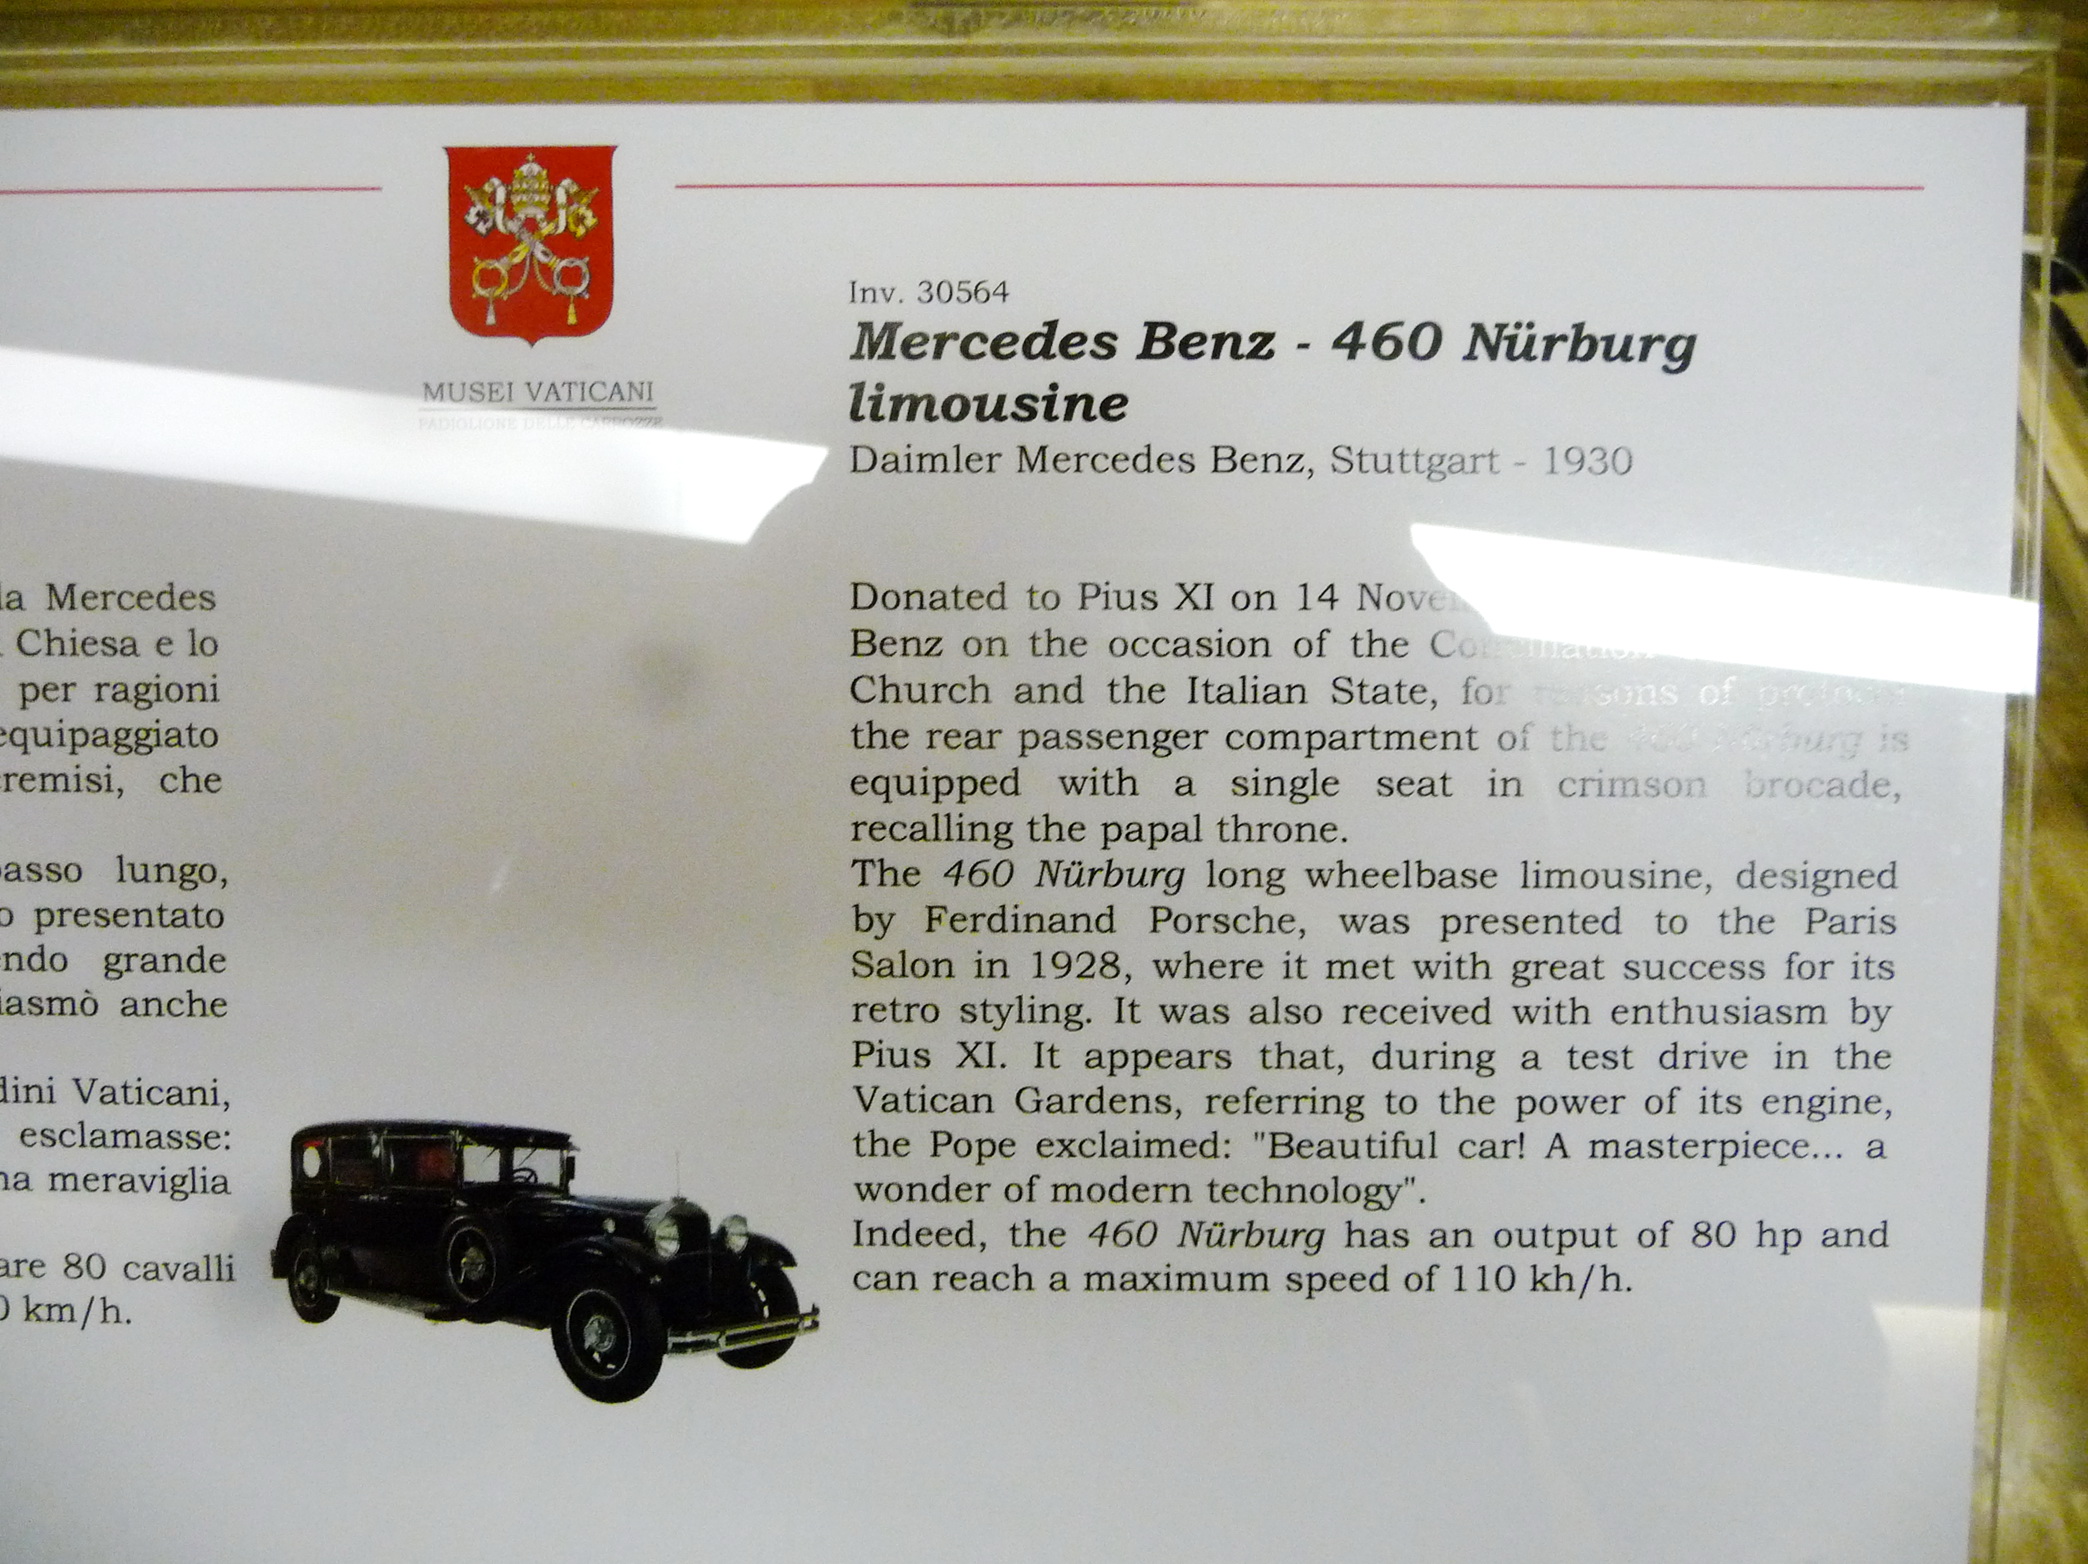 MUSEI VATICANI
PADIGLIONE DELLE CARROZZE
la Mercedes
Chiesa e lo
per ragioni
equipaggiato
cremisi, che
passo lungo,
presentato
grande
anche
Vaticani,
esclamasse:
meraviglia
80 cavalli
km/h.
Inv. 30564
Mercedes Benz - 460 Nürburg
limousine
Daimler Mercedes Benz, Stuttgart - 1930
Donated to Pius XI on 14
Benz on the occasion of the
Church and the Italian State, for reasons of protocol
the rear passenger compartment of the 460 Nürburg is
equipped with a single seat in crimson brocade,
recalling the papal throne.
The 460 Nürburg long wheelbase limousine, designed
by Ferdinand Porsche, was presented to the Paris
Salon in 1928, where it met with great success for its
retro styling. It was also received with enthusiasm by
Pius XI. It appears that, during a test drive in the
Vatican Gardens, referring to the power of its engine,
the Pope exclaimed: "Beautiful car! A masterpiece... a
wonder of modern technology".
Indeed, the 460 Nürburg has an output of 80 hp and
can reach a maximum speed of 110 kh/h.